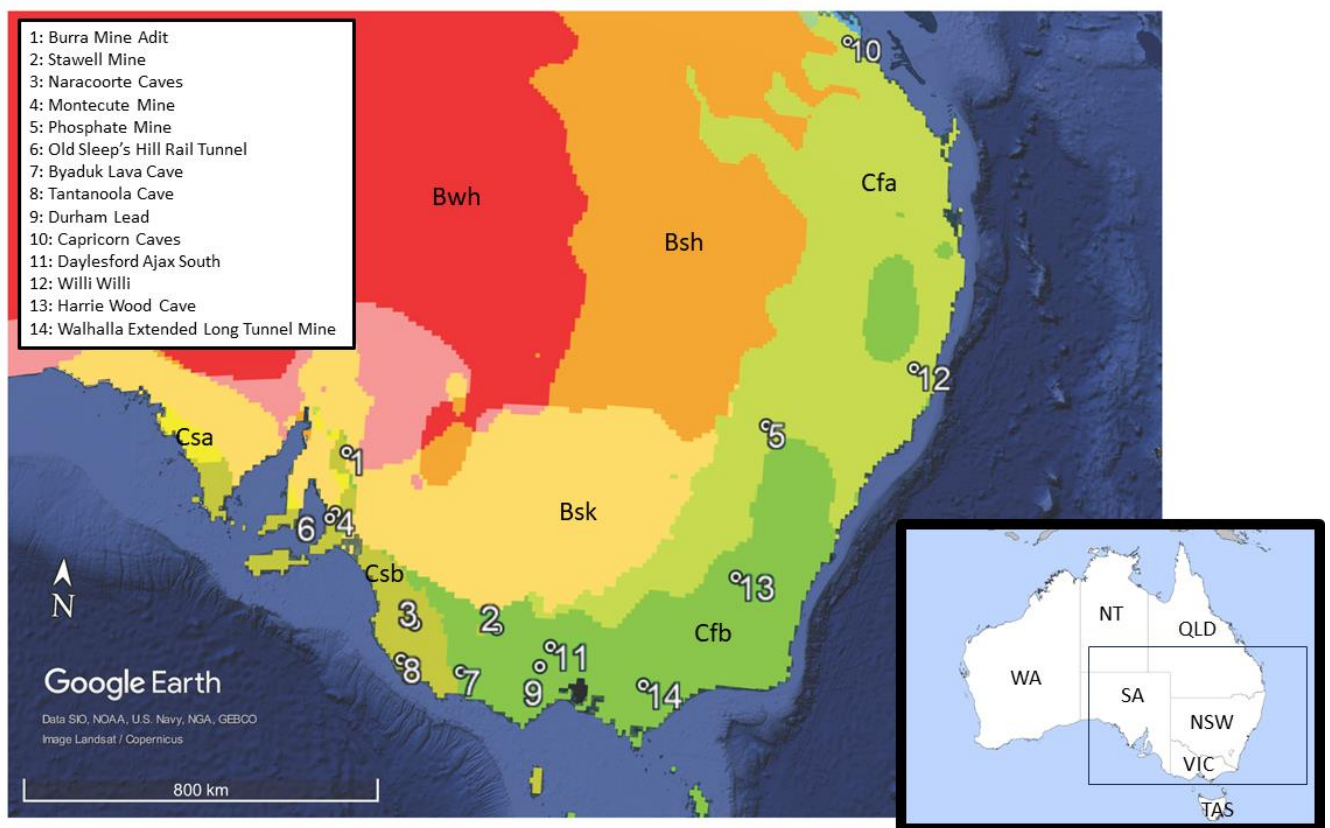 1: Burra Mine Adit
2: Stawell Mine
3: Naracoorte Caves
4: Montecute Mine
5: Phosphate Mine
6: Old Sleep's Hill Rail Tunnel
7: Byaduk Lava Cave
8: Tantanoola Cave
9: Durham Lead
10: Capricorn Caves
11: Daylesford Ajax South
12: Willi Willi
13: Harrie Wood Cave
14: Walhalla Extended Long Tunnel Mine
10
Cfa
Bwh
Bsh
12
Csa
5
1
Bsk
6
4
N
Csb
13
3
2
Cfb
11
8
7
9
14
Google Earth
Data SIO, NOAA, U.S. Navy, NGA, GEBCO
Image Landsat / Copernicus
800 km
NT
QLD
WA
SA
NSW
VIC
TAS